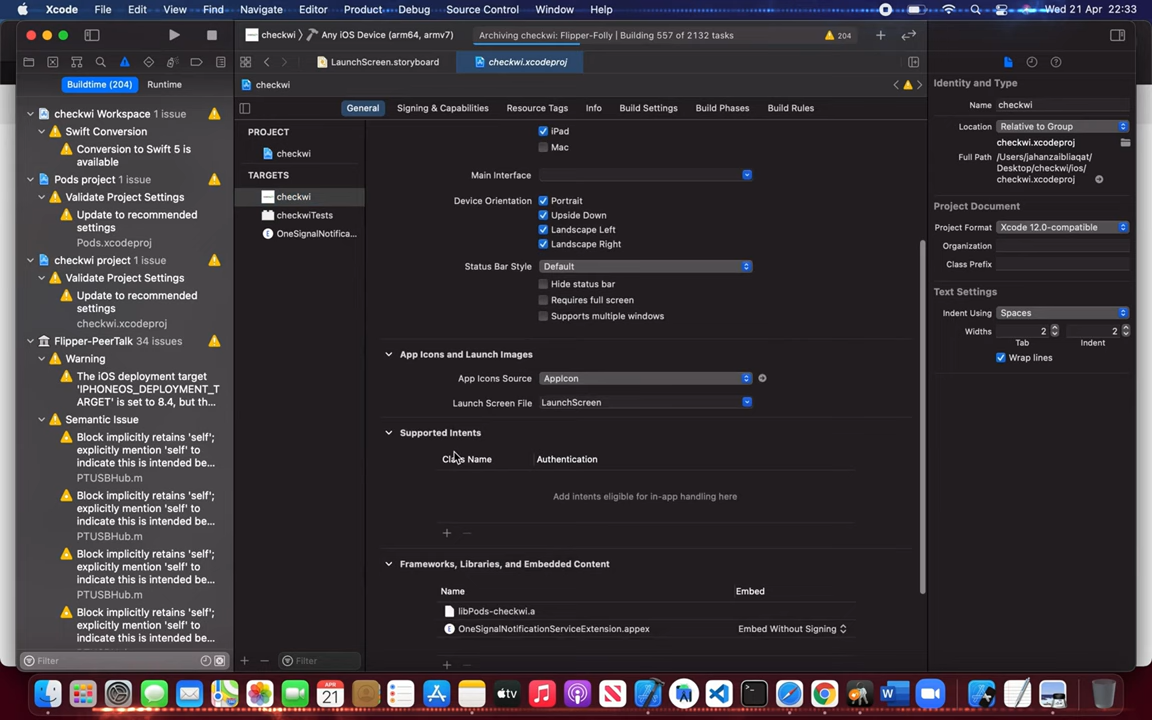 Xcode File Edit View Find Navigate Editor Product Debug Source Control Window Help Wed 21 Apr 22:33
checkwi Any iOS Device (arm64, armv7) Archiving checkwi: Flipper-Folly | Building 557 of 2132 tasks 204
LaunchScreen.storyboard checkwi.xcodeproj
Buildtime (204) Runtime
checkwi
General Signing & Capabilities Resource Tags Info Build Settings Build Phases Build Rules
checkwi Workspace 1 issue
Swift Conversion
Conversion to Swift 5 is
available
Pods project 1 issue
Validate Project Settings
Update to recommended
settings
Pods.xcodeproj
checkwi project 1 issue
Validate Project Settings
Update to recommended
settings
checkwi.xcodeproj
Flipper-PeerTalk 34 issues
Warning
The iOS deployment target
'IPHONEOS_DEPLOYMENT_T
ARGET' is set to 8.4, but th...
Semantic Issue
Block implicitly retains 'self';
explicitly mention 'self' to
indicate this is intended be...
PTUSBHub.m
Block implicitly retains 'self';
explicitly mention 'self' to
indicate this is intended be...
PTUSBHub.m
Block implicitly retains 'self';
explicitly mention 'self' to
indicate this is intended be...
PTUSBHub.m
Block implicitly retains 'self';
explicitly mention 'self' to
indicate this is intended be...
PTUSBHub.m
Filter
PROJECT
checkwi
TARGETS
checkwi
checkwiTests
OneSignalNotifica...
Filter
iPad
Mac
Main Interface
Device Orientation Portrait
Upside Down
Landscape Left
Landscape Right
Status Bar Style Default
Hide status bar
Requires full screen
Supports multiple windows
App Icons and Launch Images
App Icons Source AppIcon
Launch Screen File LaunchScreen
Supported Intents
Class Name Authentication
Add intents eligible for in-app handling here
Frameworks, Libraries, and Embedded Content
Name Embed
libPods-checkwi.a
OneSignalNotificationServiceExtension.appex Embed Without Signing
Identity and Type
Name checkwi
Location Relative to Group
checkwi.xcodeproj
Full Path /Users/jahanzaibliaqat/
Desktop/checkwi/ios/
checkwi.xcodeproj
Project Document
Project Format Xcode 12.0-compatible
Organization
Class Prefix
Text Settings
Indent Using Spaces
Widths 2 2
Tab Indent
Wrap lines
APR
21
tv
W